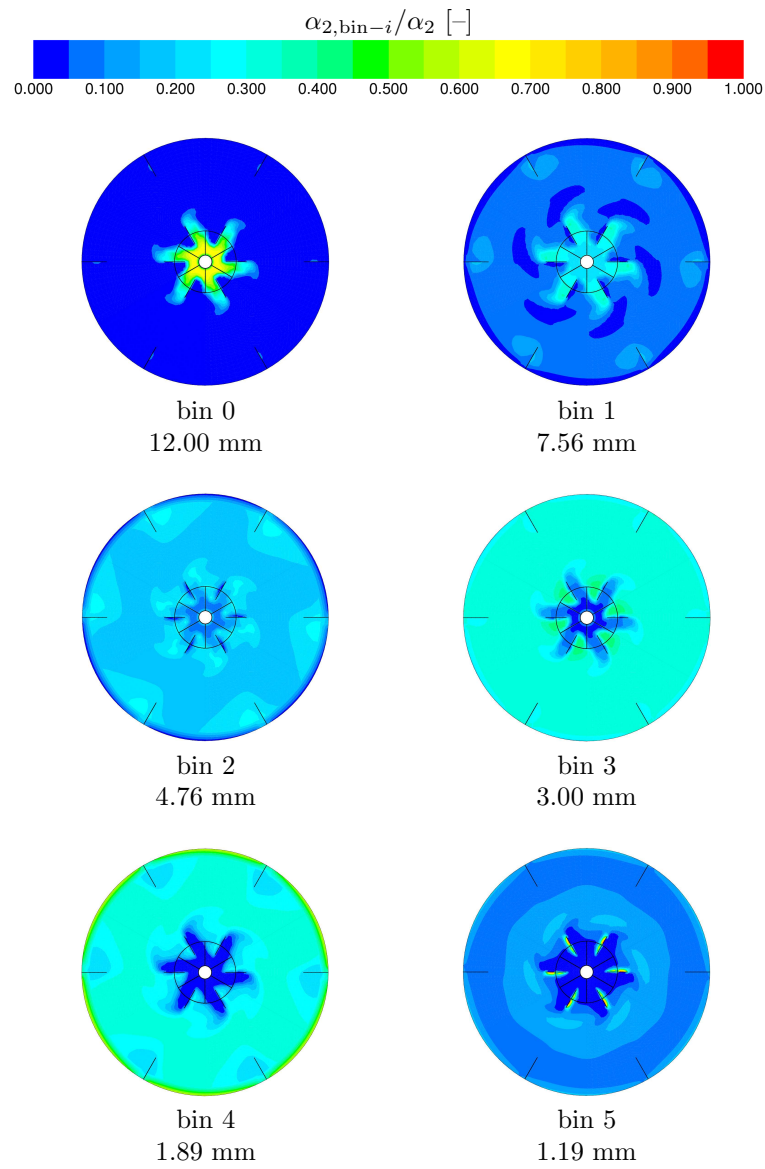 α2,bin−i/α2 [–]
0.000 0.100 0.200 0.300 0.400 0.500 0.600 0.700 0.800 0.900 1.000
bin 0 bin 1
12.00 mm 7.56 mm
bin 2 bin 3
4.76 mm 3.00 mm
bin 4 bin 5
1.89 mm 1.19 mm